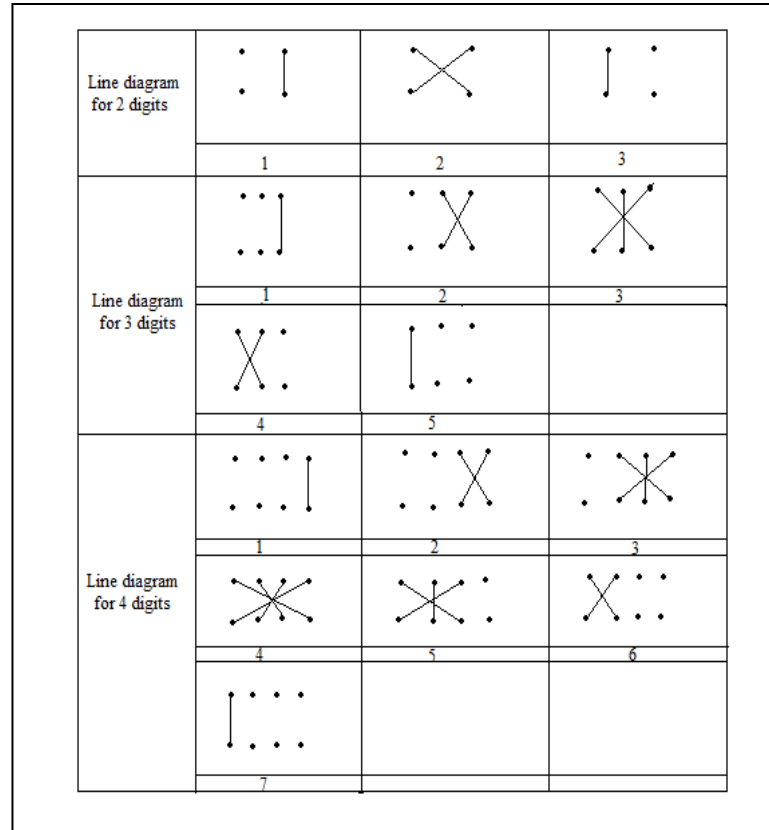 Line diagram
for 2 digits
1 2 3
Line diagram
for 3 digits
1 2 3
4 5
Line diagram
for 4 digits
1 2 3
4 5 6
7